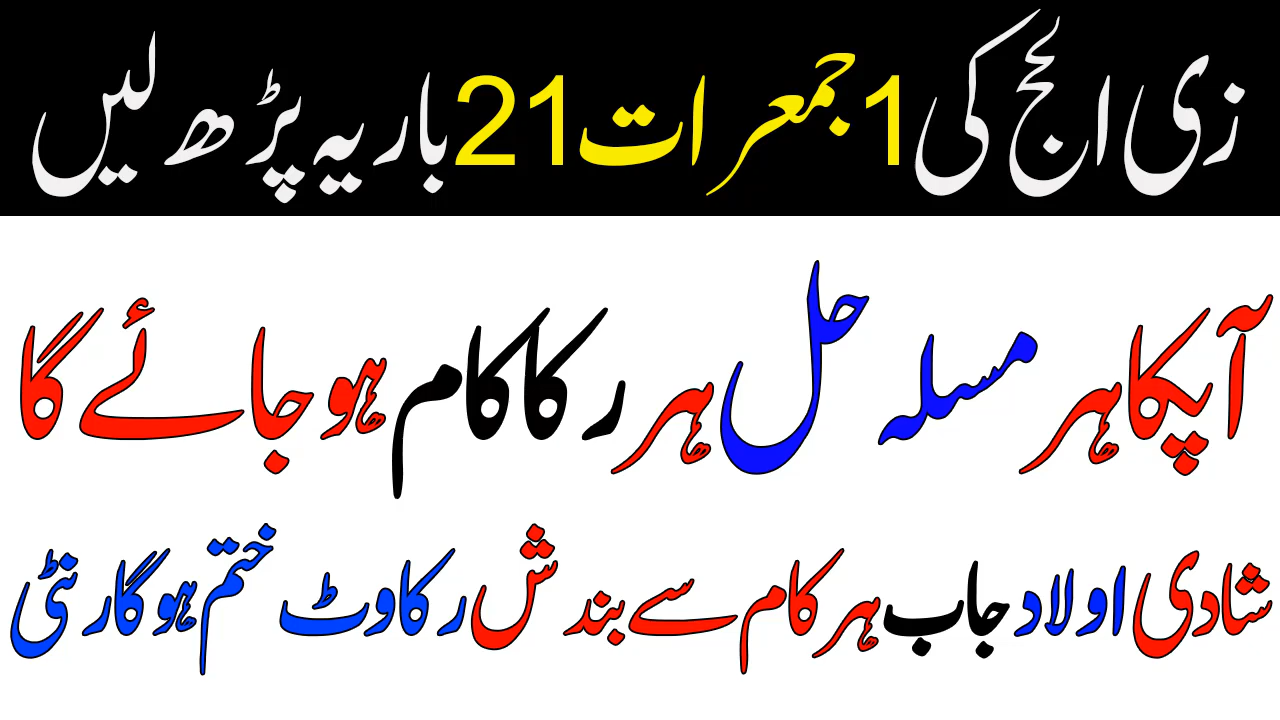 زی الحج کی 1 جمعرات 21 بار یہ پڑھ لیں
آپکا ہر مسلہ حل ہر رکا کام ہو جائے گا
شادی اولاد جاب ہر کام سے بندش رکاوٹ ختم ہو گارنٹی